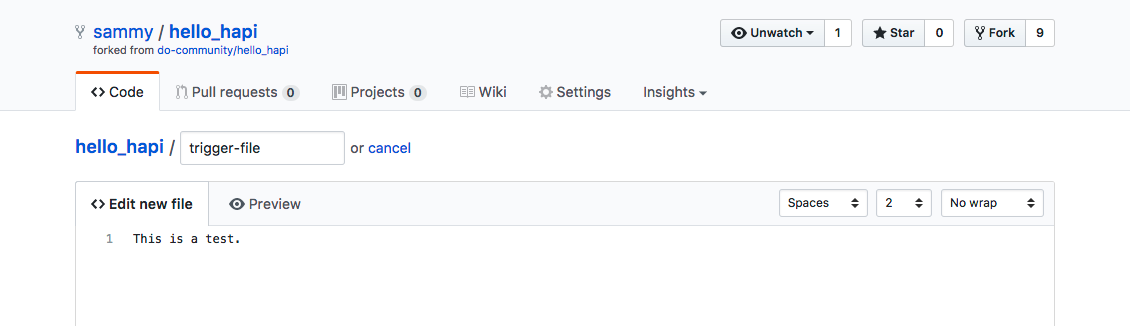 sammy / hello_hapi
Unwatch 1 Star 0 Fork 9
forked from do-community/hello_hapi
<> Code Pull requests 0 Projects 0 Wiki Settings Insights
hello_hapi / trigger-file or cancel
<> Edit new file Preview Spaces 2 No wrap
1 This is a test.